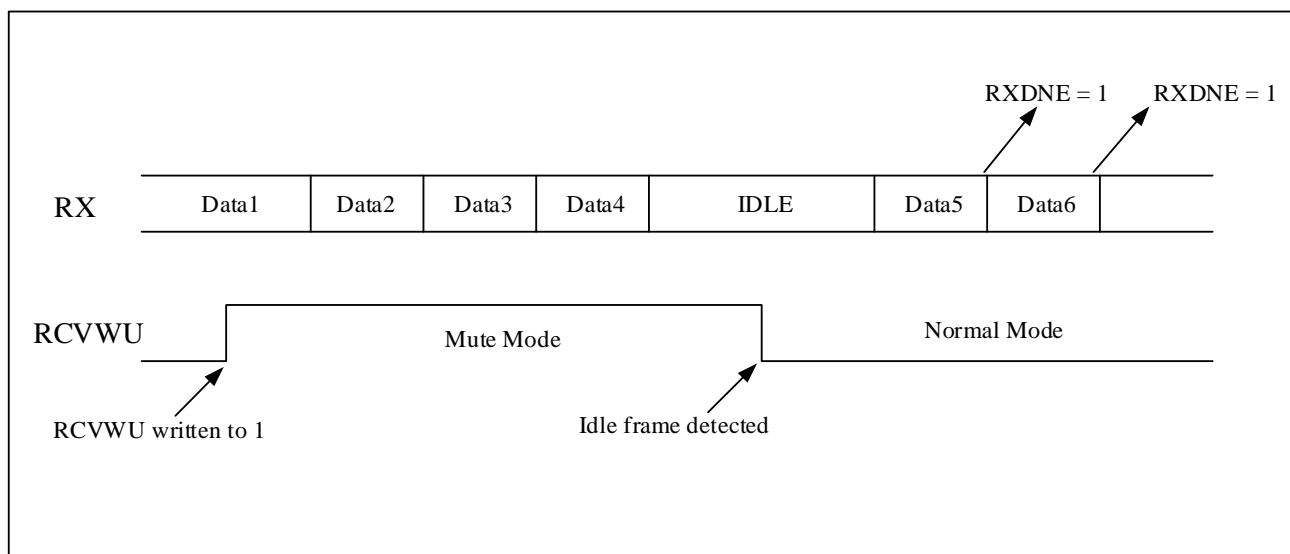 RXDNE = 1
RXDNE = 1
RX
Data1
Data2
Data3
Data4
IDLE
Data5
Data6
RCVWU
Mute Mode
Normal Mode
RCVWU written to 1
Idle frame detected